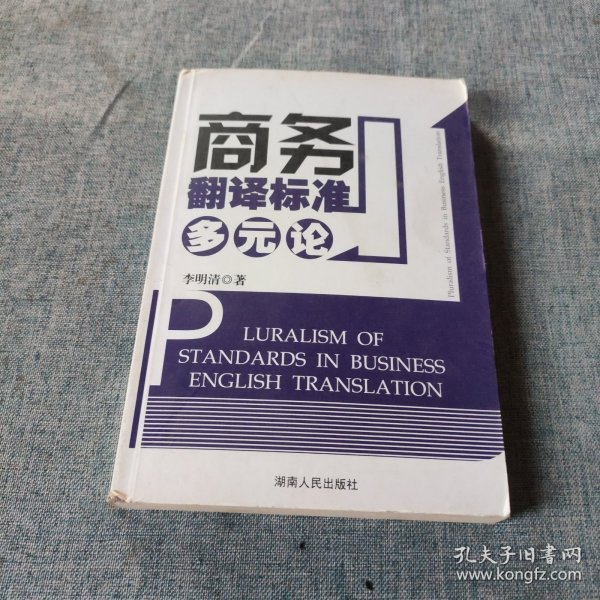 商务
翻译标准
多元论
李明清◎著
Pluralism of Standards in Business English Translation
PLURALISM OF
STANDARDS IN BUSINESS
ENGLISH TRANSLATION
湖南人民出版社
孔夫子旧书网
www.kongfz.com